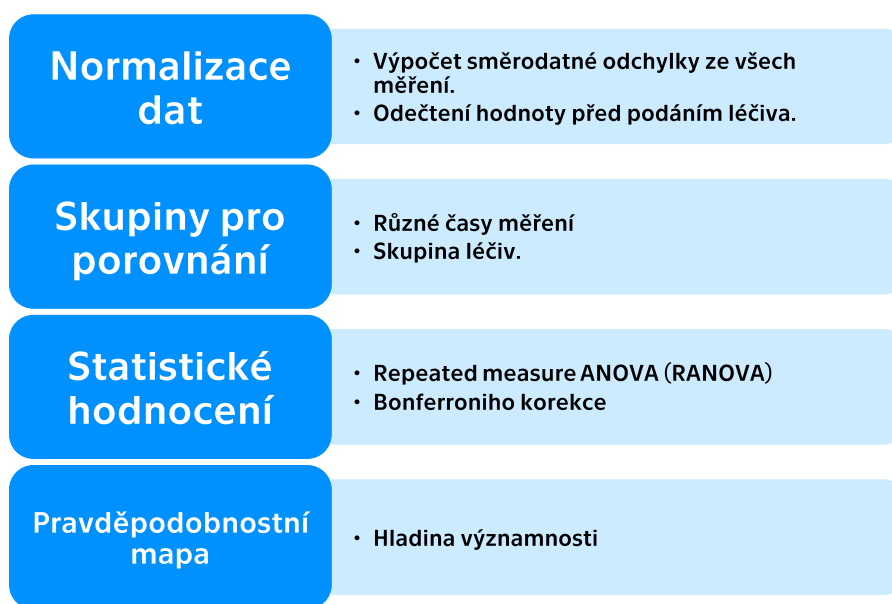 Normalizace
dat
• Výpočet směrodatné odchylky ze všech
měření.
• Odečtení hodnoty před podáním léčiva.
Skupiny pro
porovnání
• Různé časy měření
• Skupina léčiv.
Statistické
hodnocení
• Repeated measure ANOVA (RANOVA)
• Bonferroniho korekce
Pravděpodobnostní
mapa
• Hladina významnosti